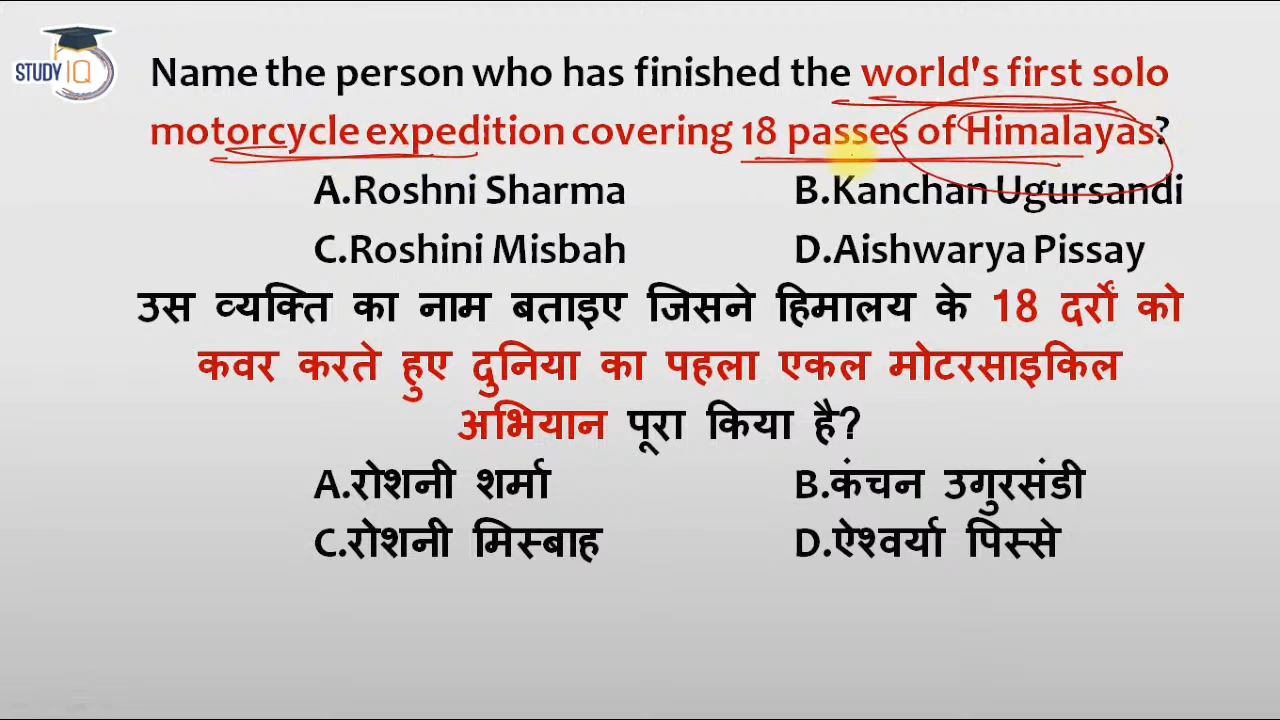 STUDY IQ
Name the person who has finished the world's first solo
motorcycle expedition covering 18 passes of Himalayas?
A.Roshni Sharma B.Kanchan Ugursandi
C.Roshini Misbah D.Aishwarya Pissay
उस व्यक्ति का नाम बताइए जिसने हिमालय के 18 दर्रों को
कवर करते हुए दुनिया का पहला एकल मोटरसाइकिल
अभियान पूरा किया है?
A.रोशनी शर्मा B.कंचन उगुरसंडी
C.रोशनी मिस्बाह D.ऐश्वर्या पिस्से